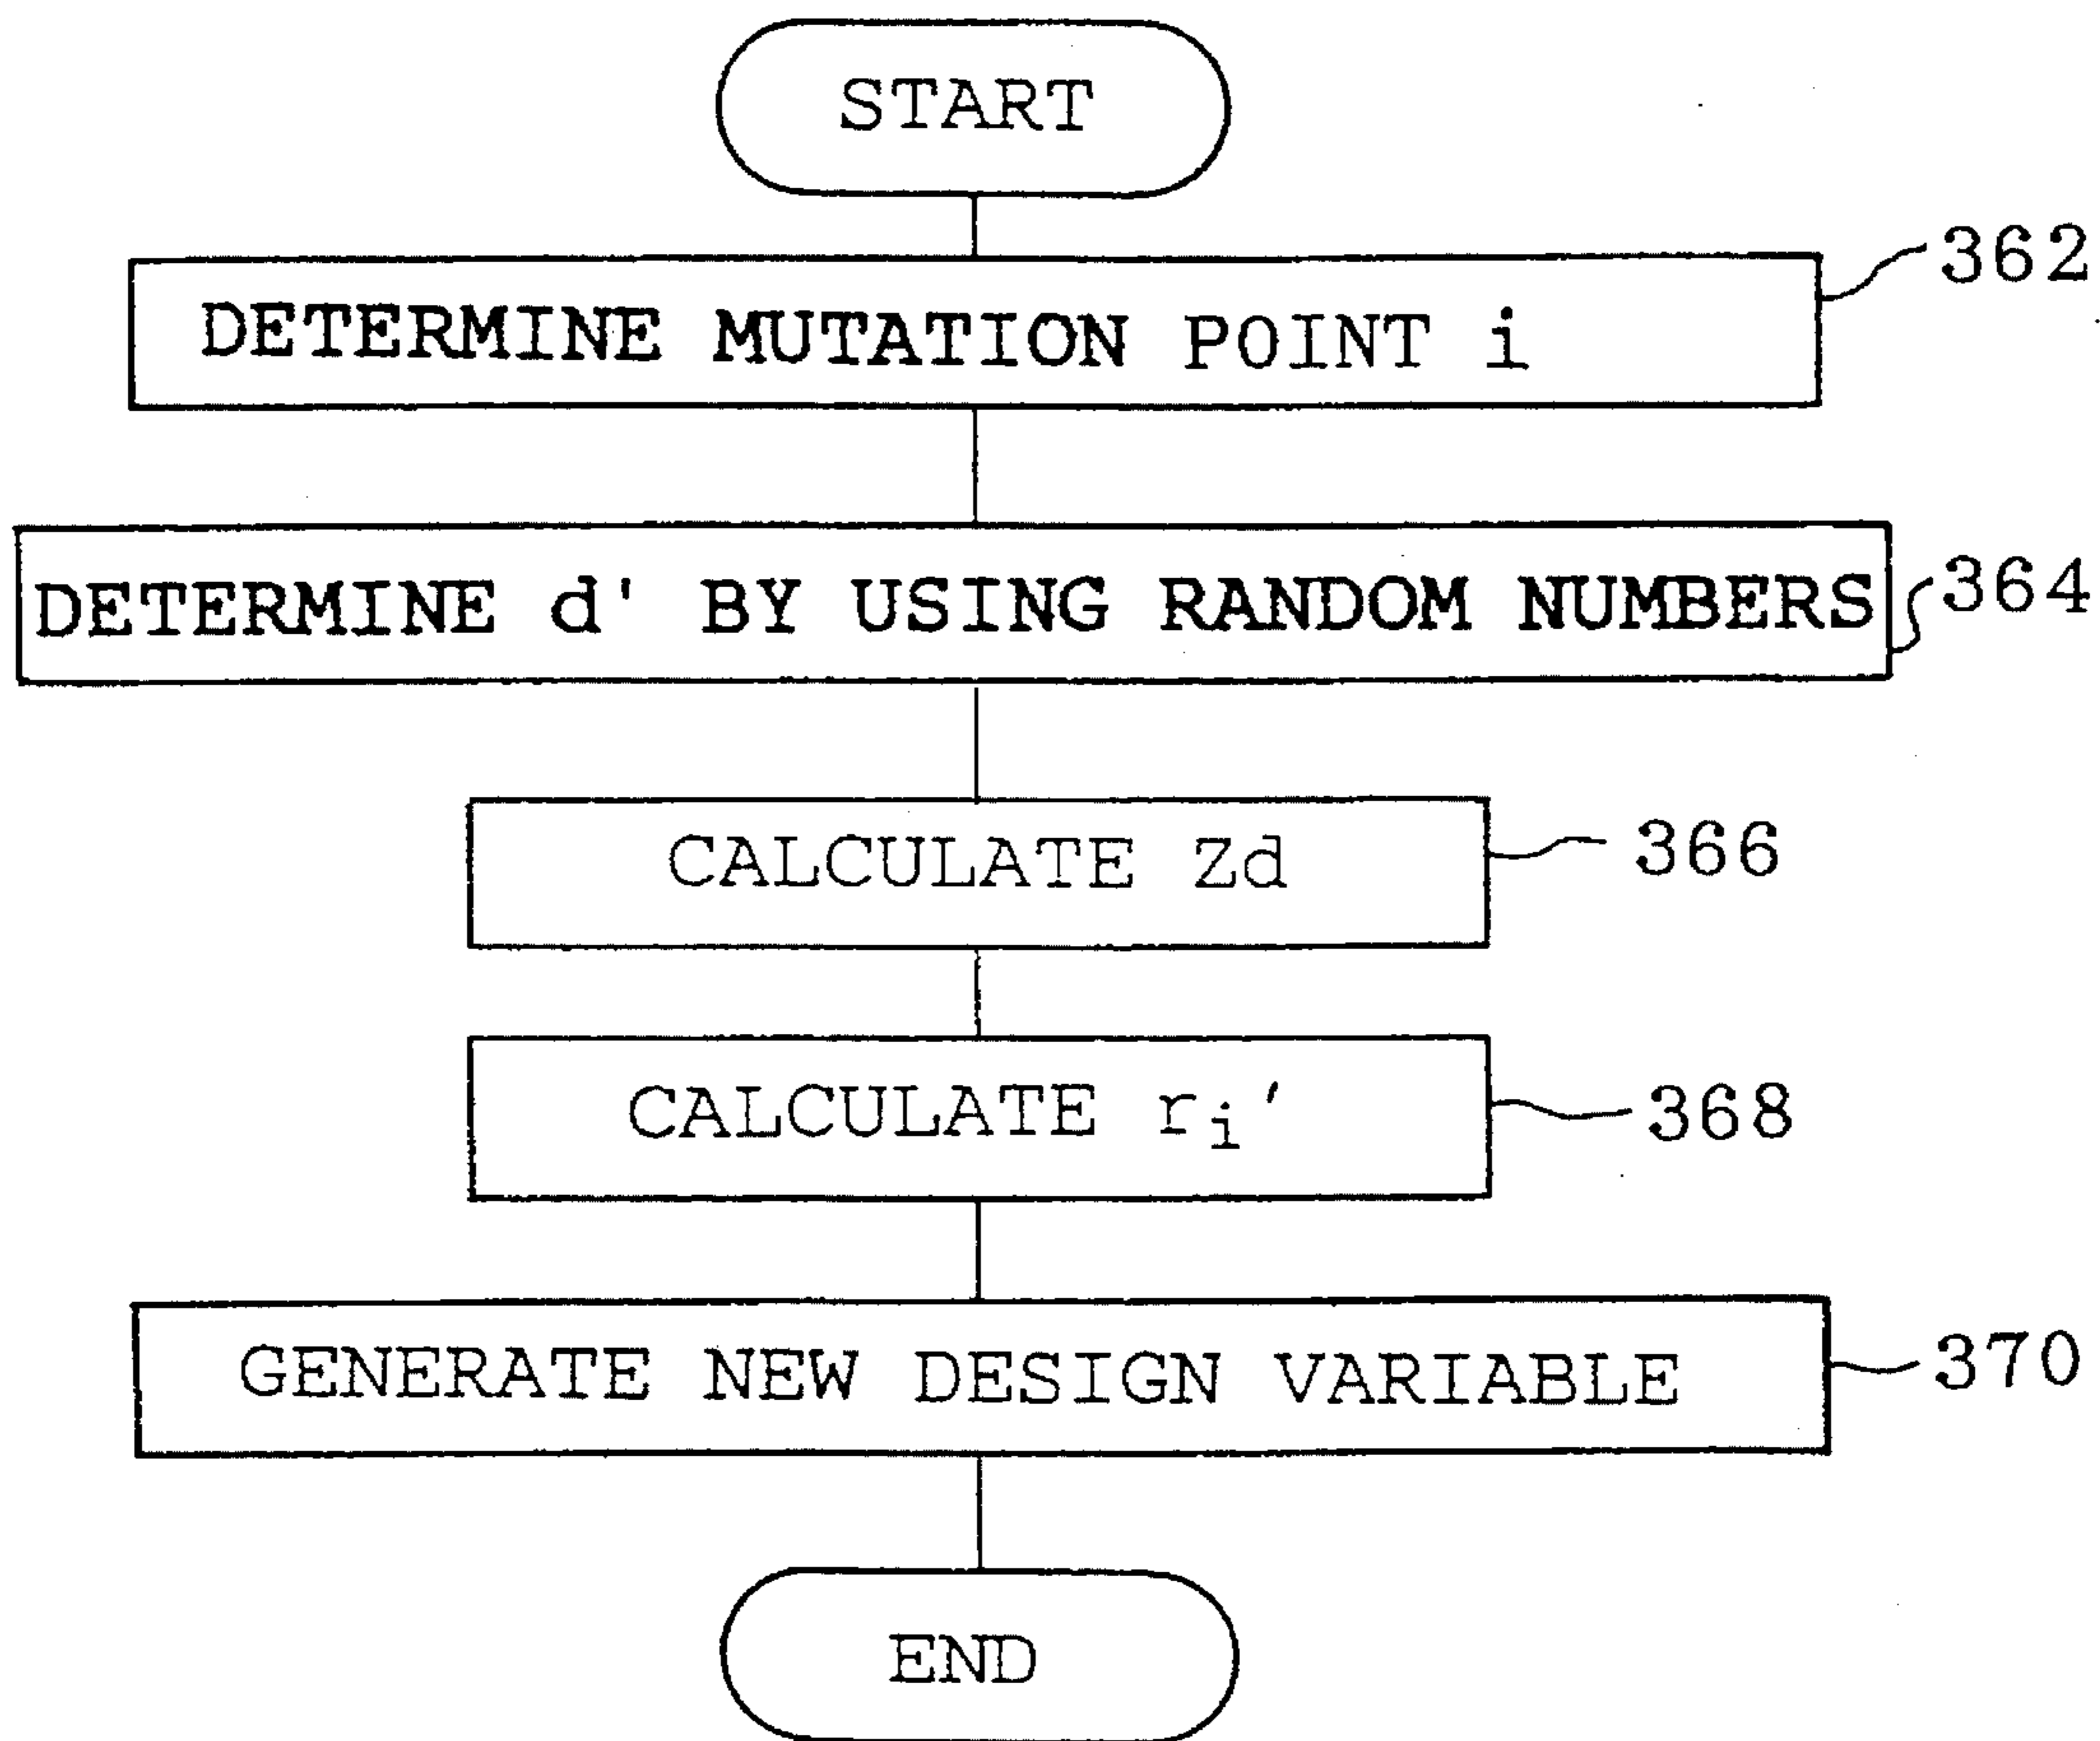 START
362
DETERMINE MUTATION POINT i
364
DETERMINE d' BY USING RANDOM NUMBERS
CALCULATE Zd
366
CALCULATE ri'
368
GENERATE NEW DESIGN VARIABLE
370
END